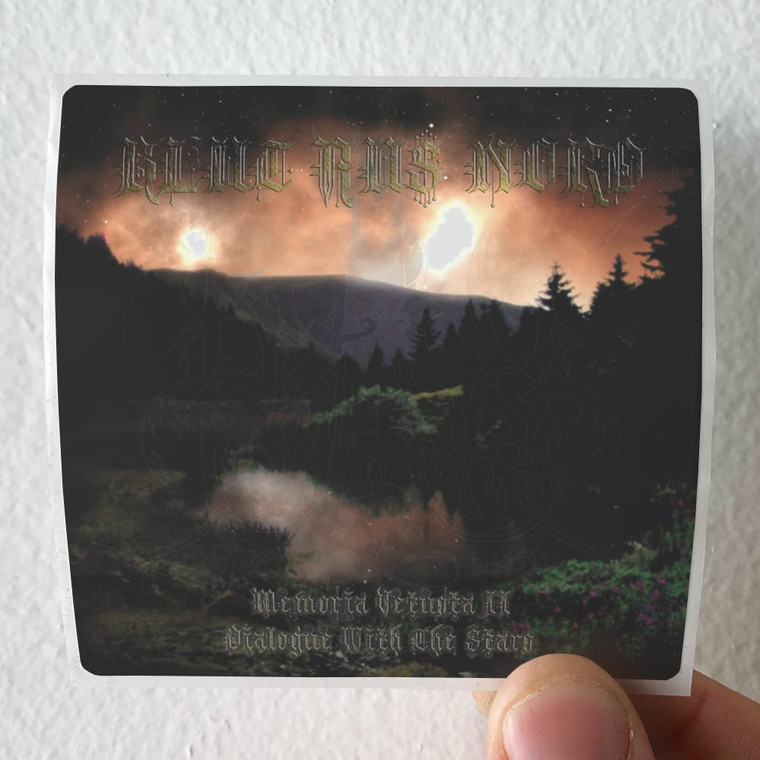 BLUT AUS NORD
Memoria Vetusta II
Dialogue With The Stars